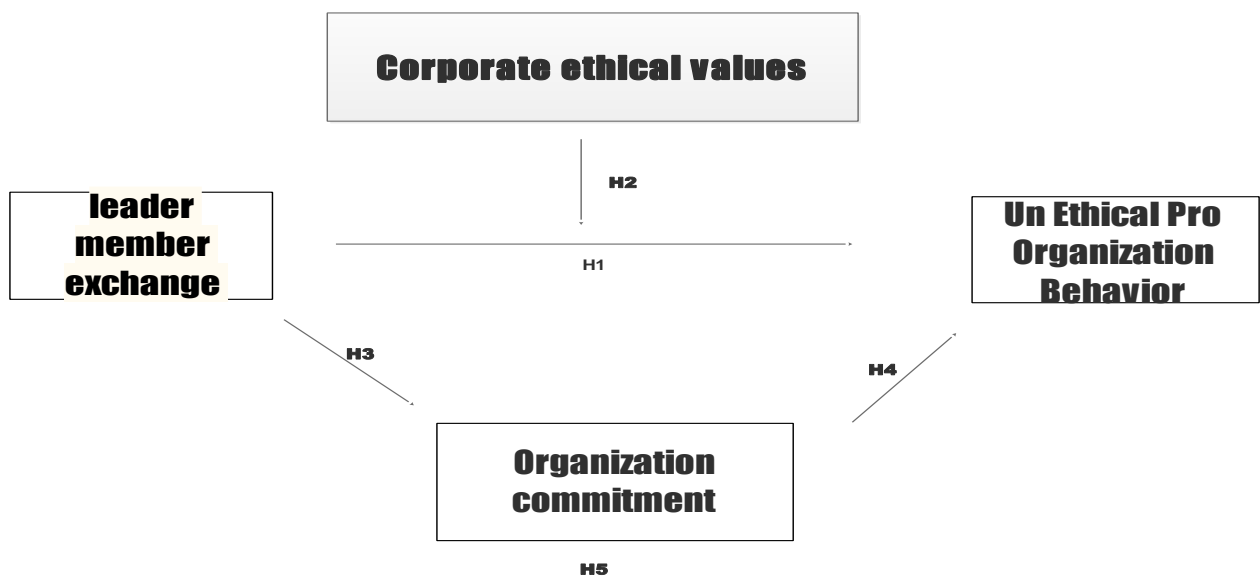 Corporate ethical values
H2
leader
member
exchange
H1
Un Ethical Pro
Organization
Behavior
H3
H4
Organization
commitment
H5